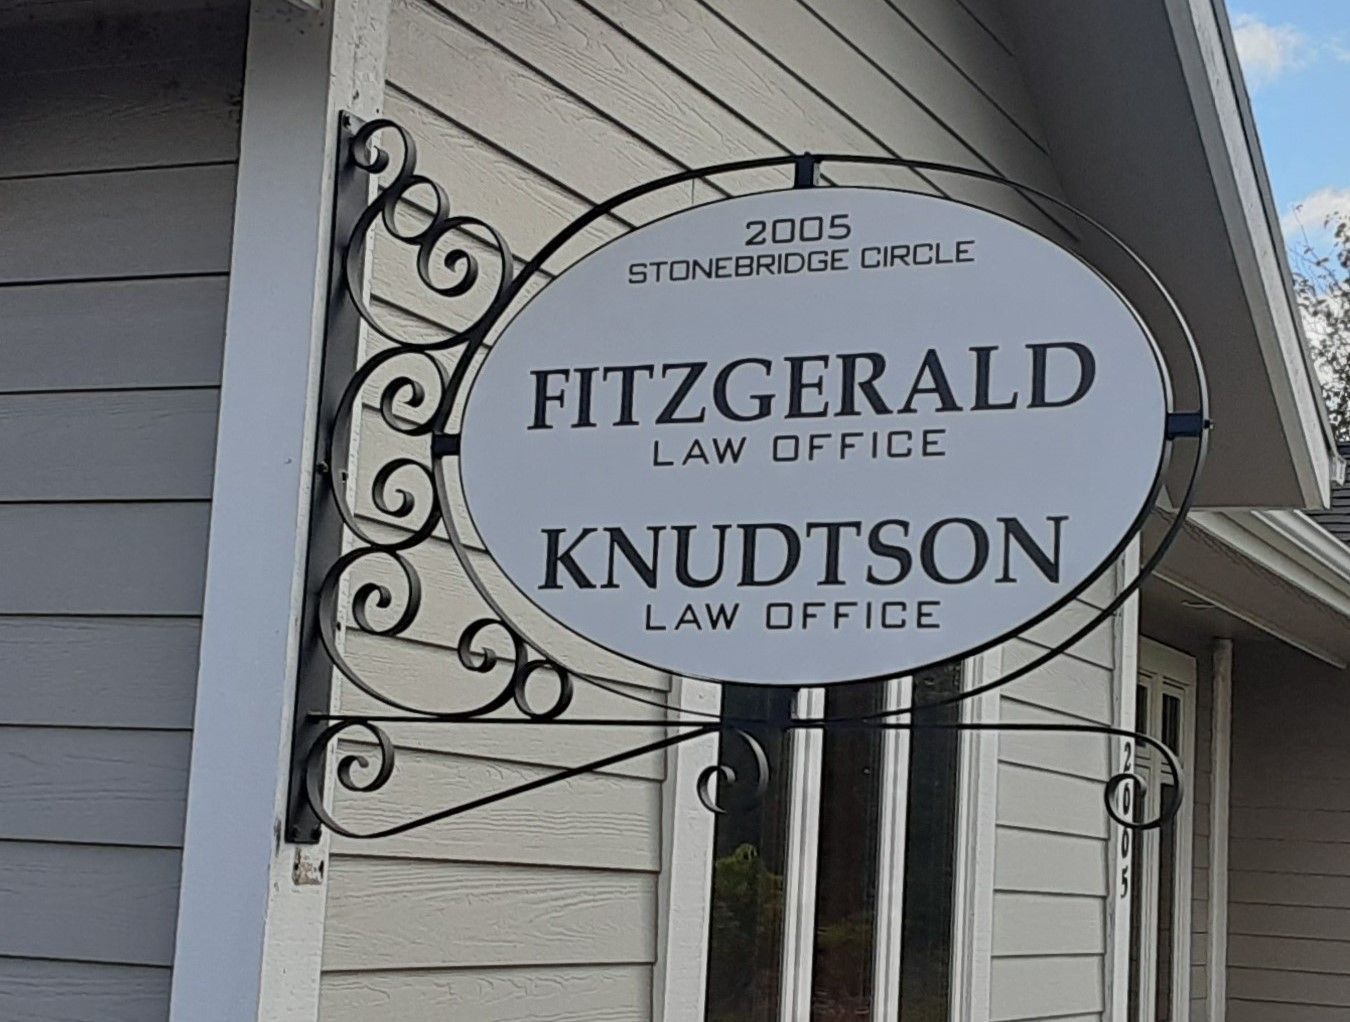 2005
STONEBRIDGE CIRCLE
FITZGERALD
LAW OFFICE
KNUDTSON
LAW OFFICE
2005